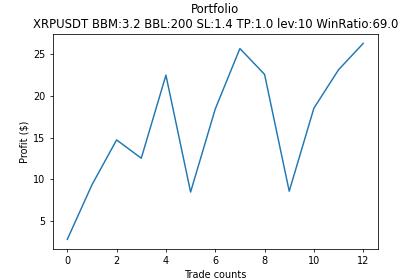 Portfolio
XRPUSDT BBM:3.2 BBL:200 SL:1.4 TP:1.0 lev:10 WinRatio:69.0
25
20
15
10
5
Profit ($)
0 2 4 6 8 10 12
Trade counts